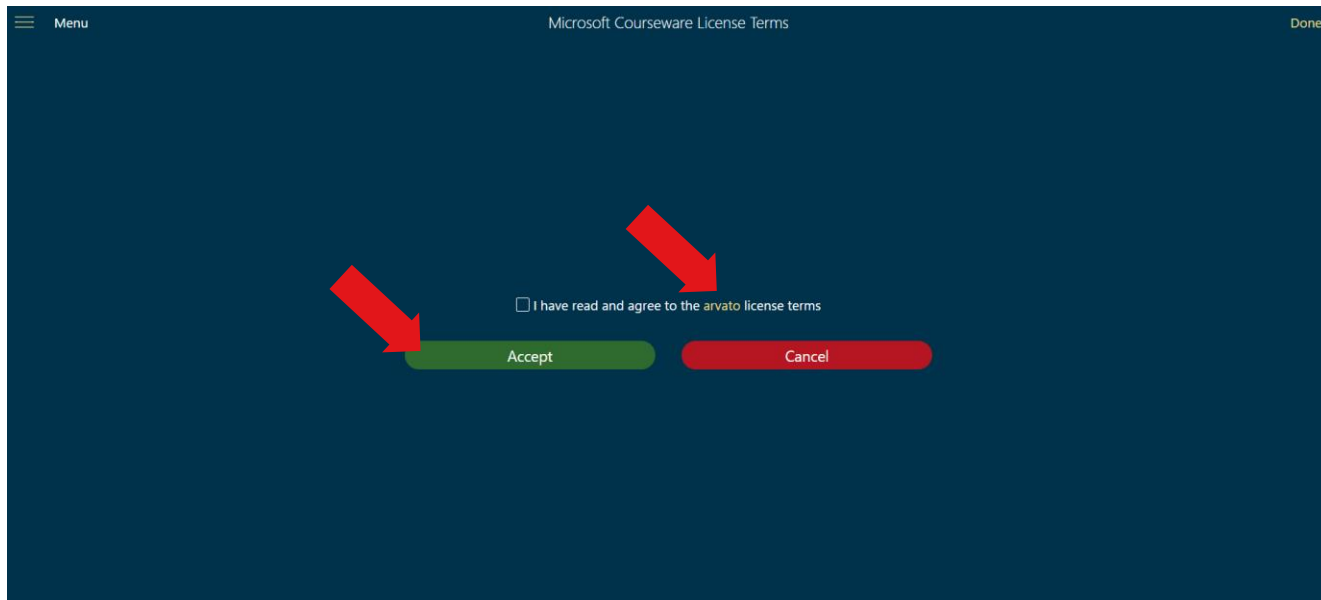 Menu
Microsoft Courseware License Terms
Done
I have read and agree to the arvato license terms
Accept
Cancel